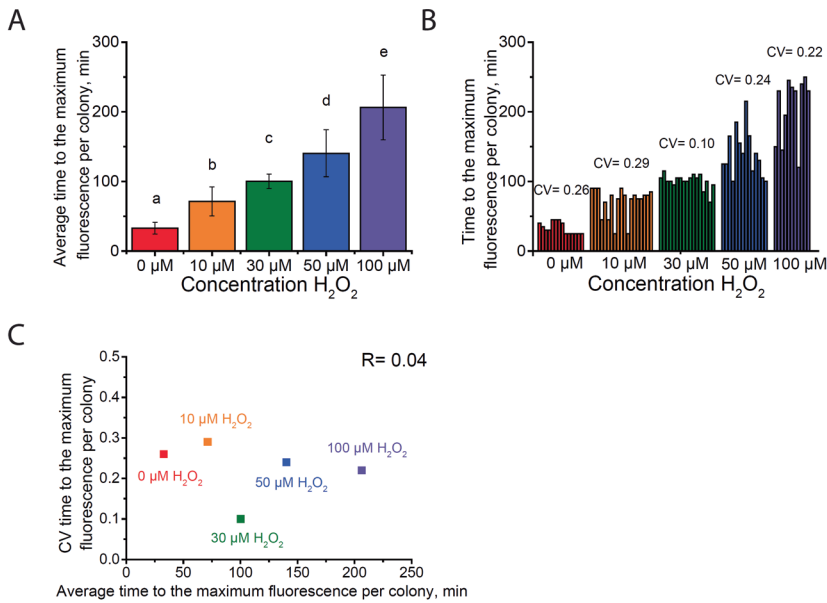 A
Average time to the maximum
fluorescence per colony, min
300
200
100
0
a
b
c
d
e
0 µM
10 µM
30 µM
50 µM
100 µM
Concentration H₂O₂
B
Time to the maximum
fluorescence per colony, min
300
200
100
0
CV= 0.26
CV= 0.29
CV= 0.10
CV= 0.24
CV= 0.22
0 µM
10 µM
30 µM
50 µM
100 µM
Concentration H₂O₂
C
CV time to the maximum
fluorescence per colony
0.5
0.4
0.3
0.2
0.1
0.0
R= 0.04
10 µM H₂O₂
0 µM H₂O₂
30 µM H₂O₂
50 µM H₂O₂
100 µM H₂O₂
0
50
100
150
200
250
Average time to the maximum fluorescence per colony, min